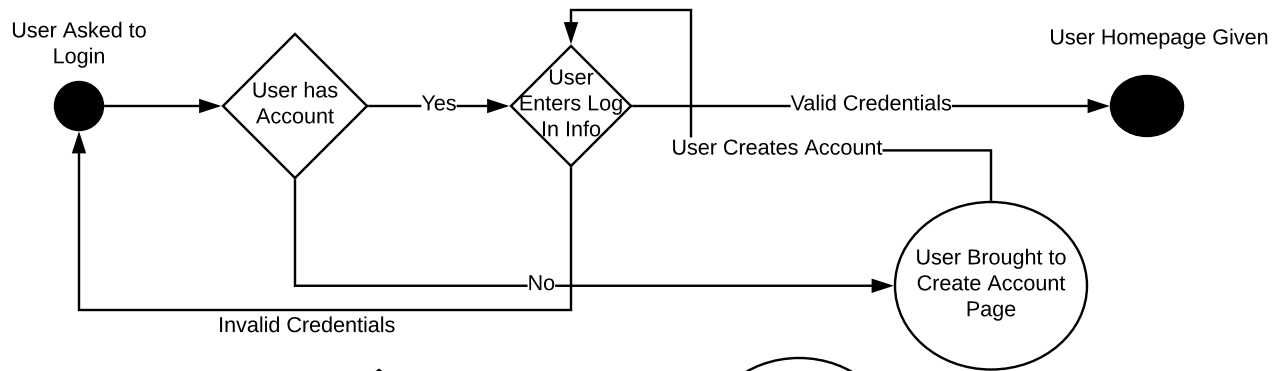 User Asked to
Login
User has
Account
Yes
User
Enters Log
In Info
Valid Credentials
User Homepage Given
User Creates Account
No
User Brought to
Create Account
Page
Invalid Credentials